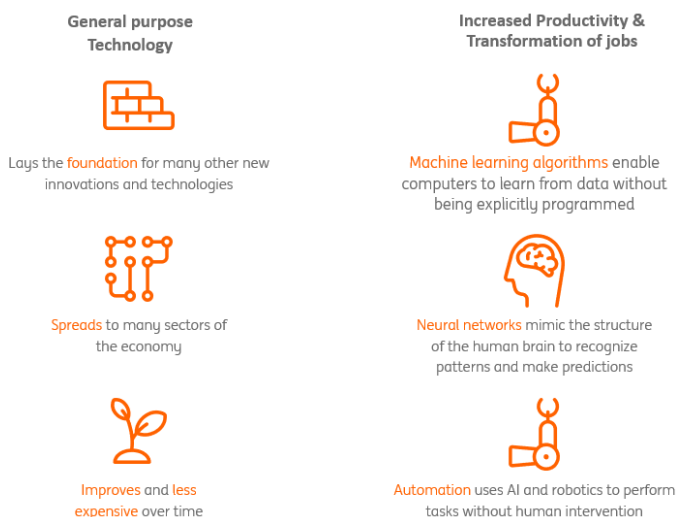 General purpose
Technology
Lays the foundation for many other new
innovations and technologies
Spreads to many sectors of
the economy
Improves and less
expensive over time
Increased Productivity &
Transformation of jobs
Machine learning algorithms enable
computers to learn from data without
being explicitly programmed
Neural networks mimic the structure
of the human brain to recognize
patterns and make predictions
Automation uses AI and robotics to perform
tasks without human intervention